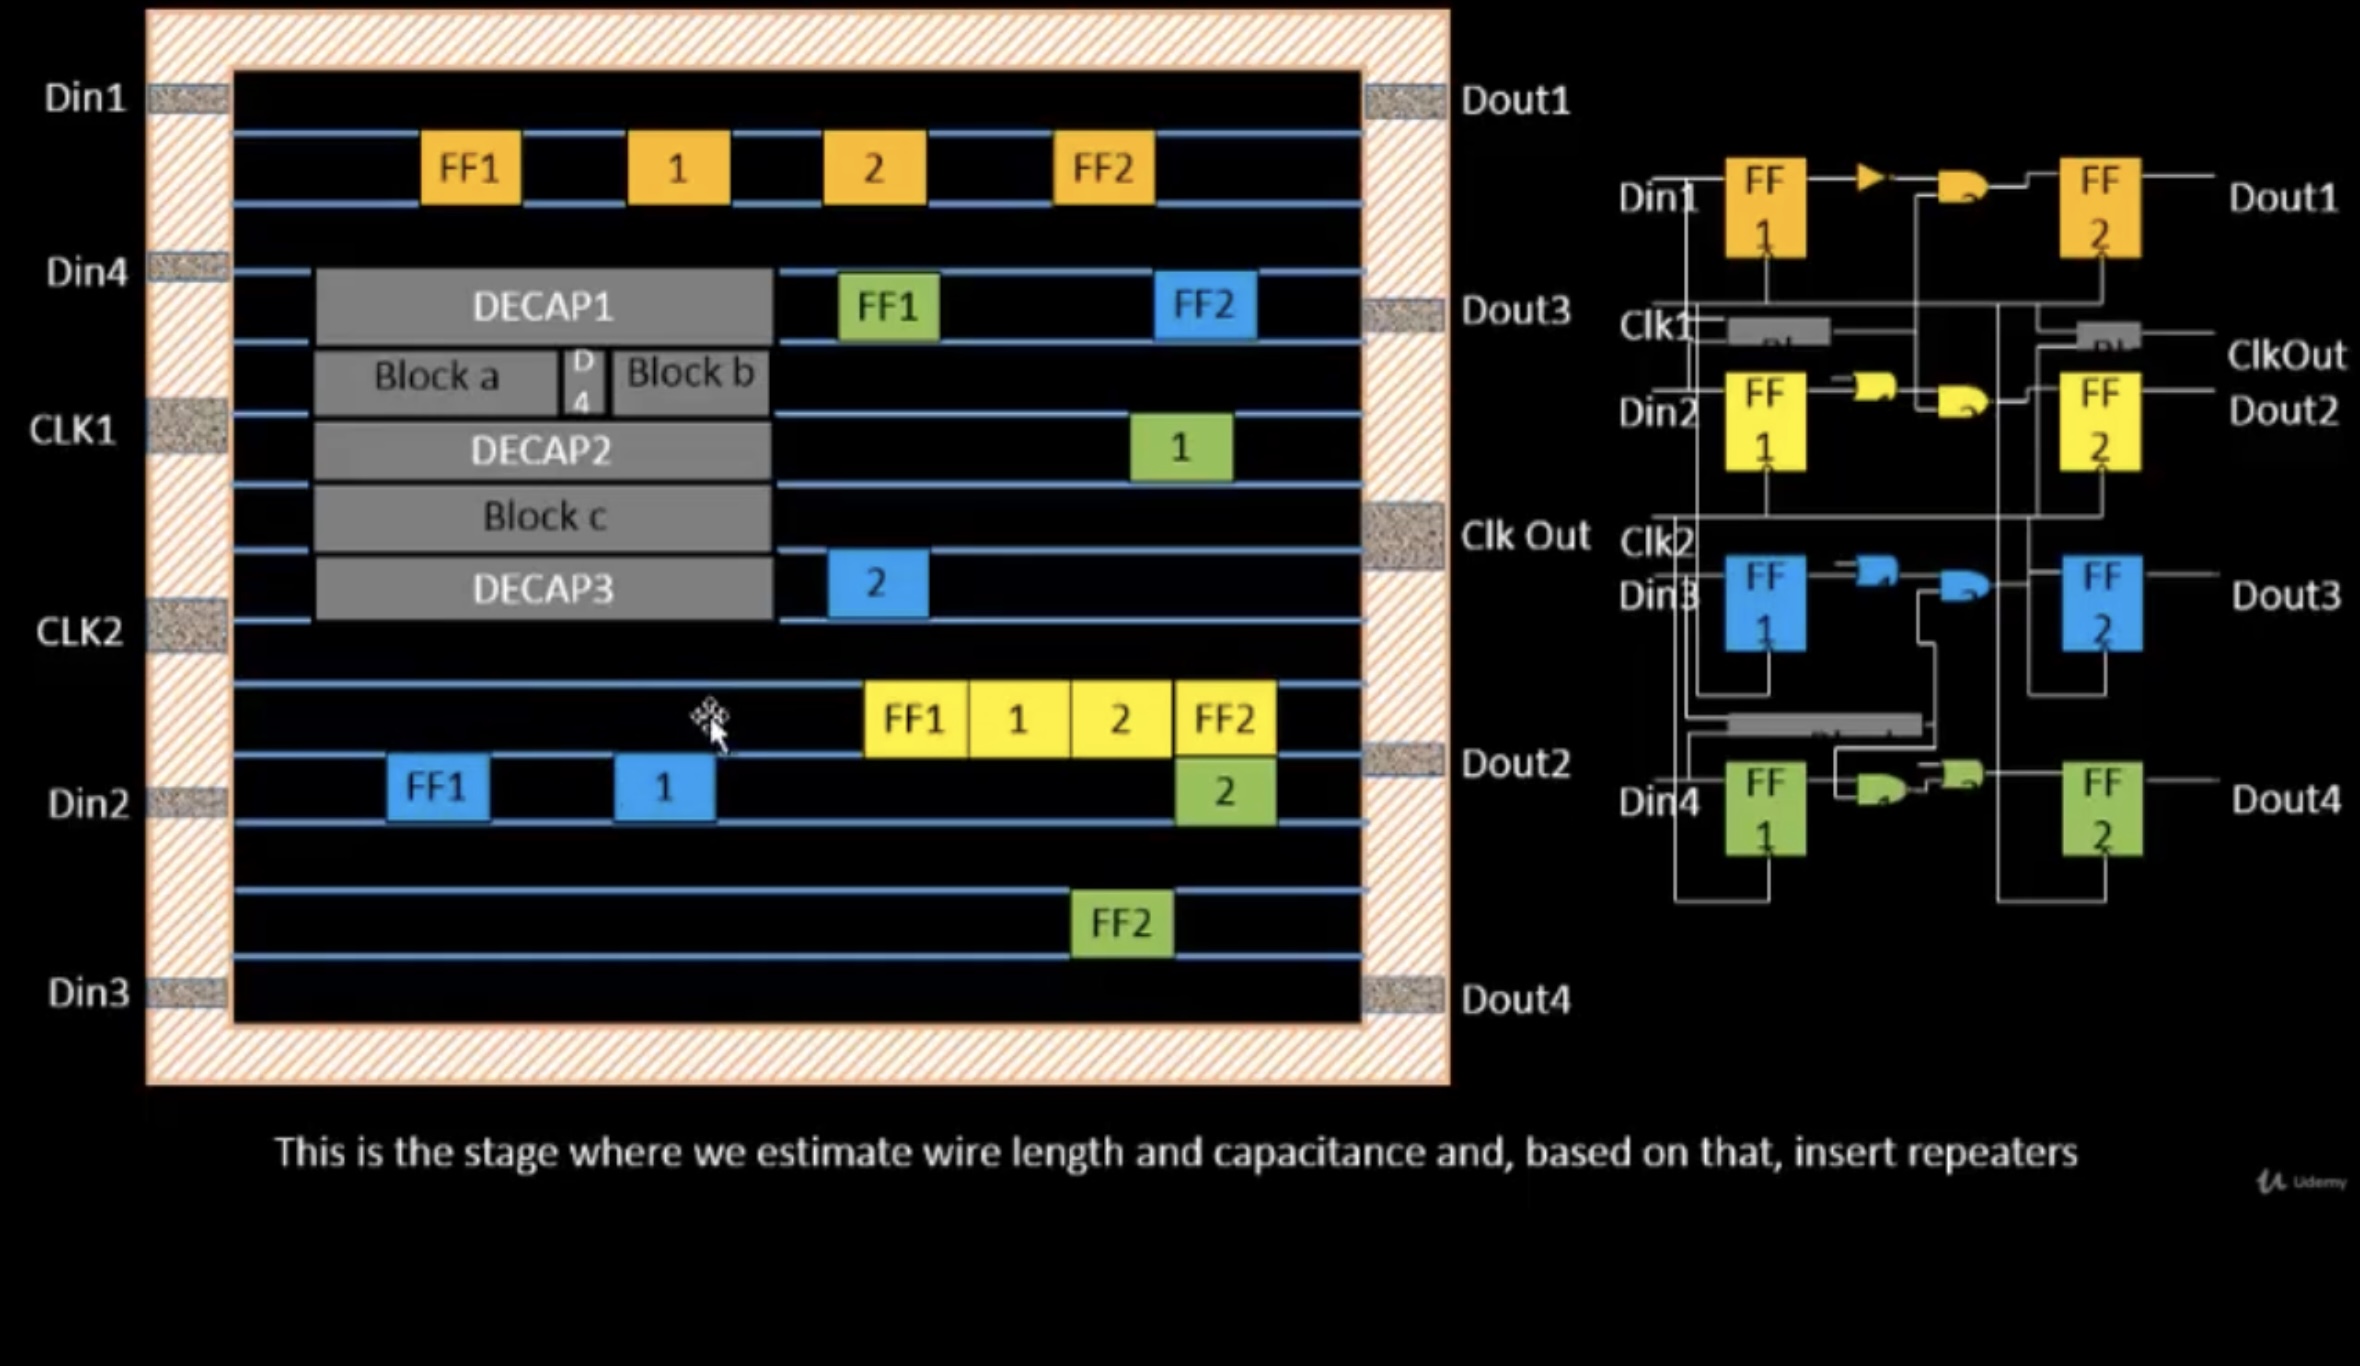 Din1
Dout1
FF1 1 2 FF2
Din4
DECAP1
FF1
FF2
Dout3
Block a
D
4
Block b
CLK1
DECAP2
1
Block c
Clk Out
DECAP3
2
CLK2
FF1 1 2 FF2
Dout2
Din2
FF1
1
2
FF2
Din3
Dout4
Din1
FF
1
FF
2
Dout1
Clk1
ClkOut
Din2
FF
1
FF
2
Dout2
Clk2
Din3
FF
1
FF
2
Dout3
Din4
FF
1
FF
2
Dout4
This is the stage where we estimate wire length and capacitance and, based on that, insert repeaters
Udemy